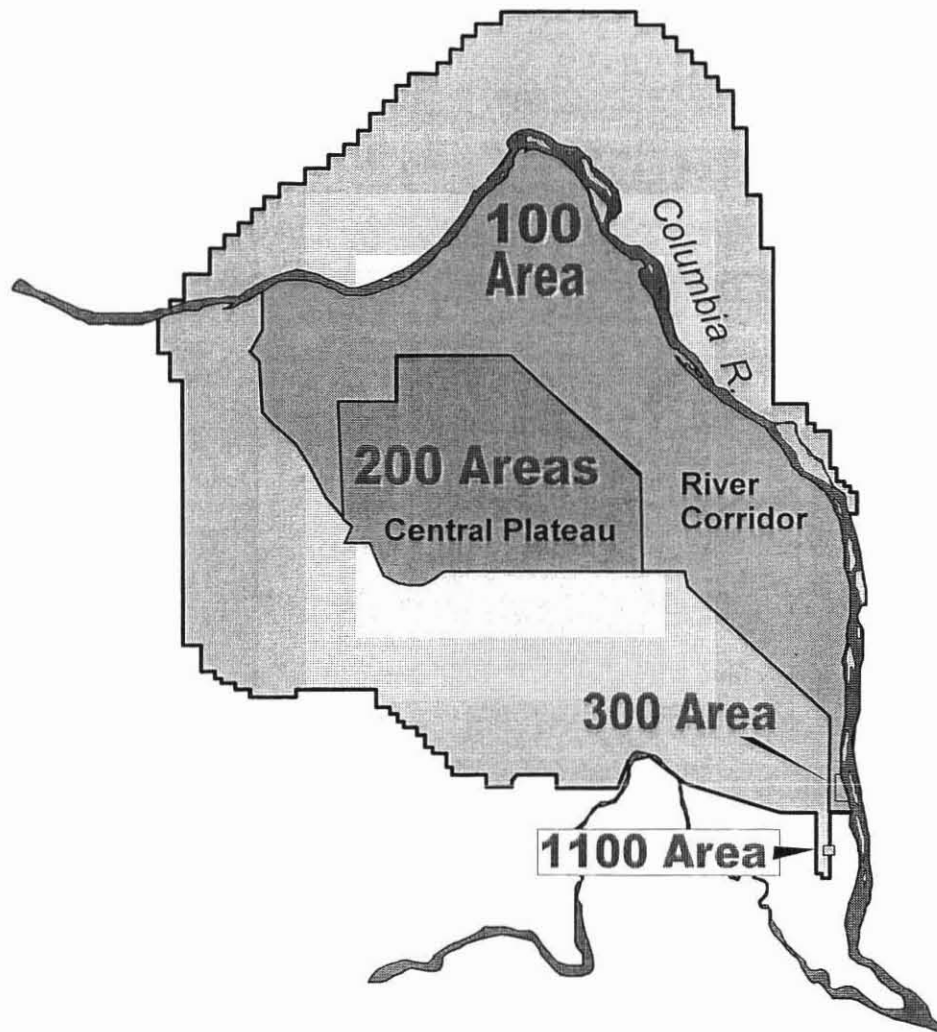 100
Area
Columbia R.
200 Areas
Central Plateau
River
Corridor
300 Area
1100 Area